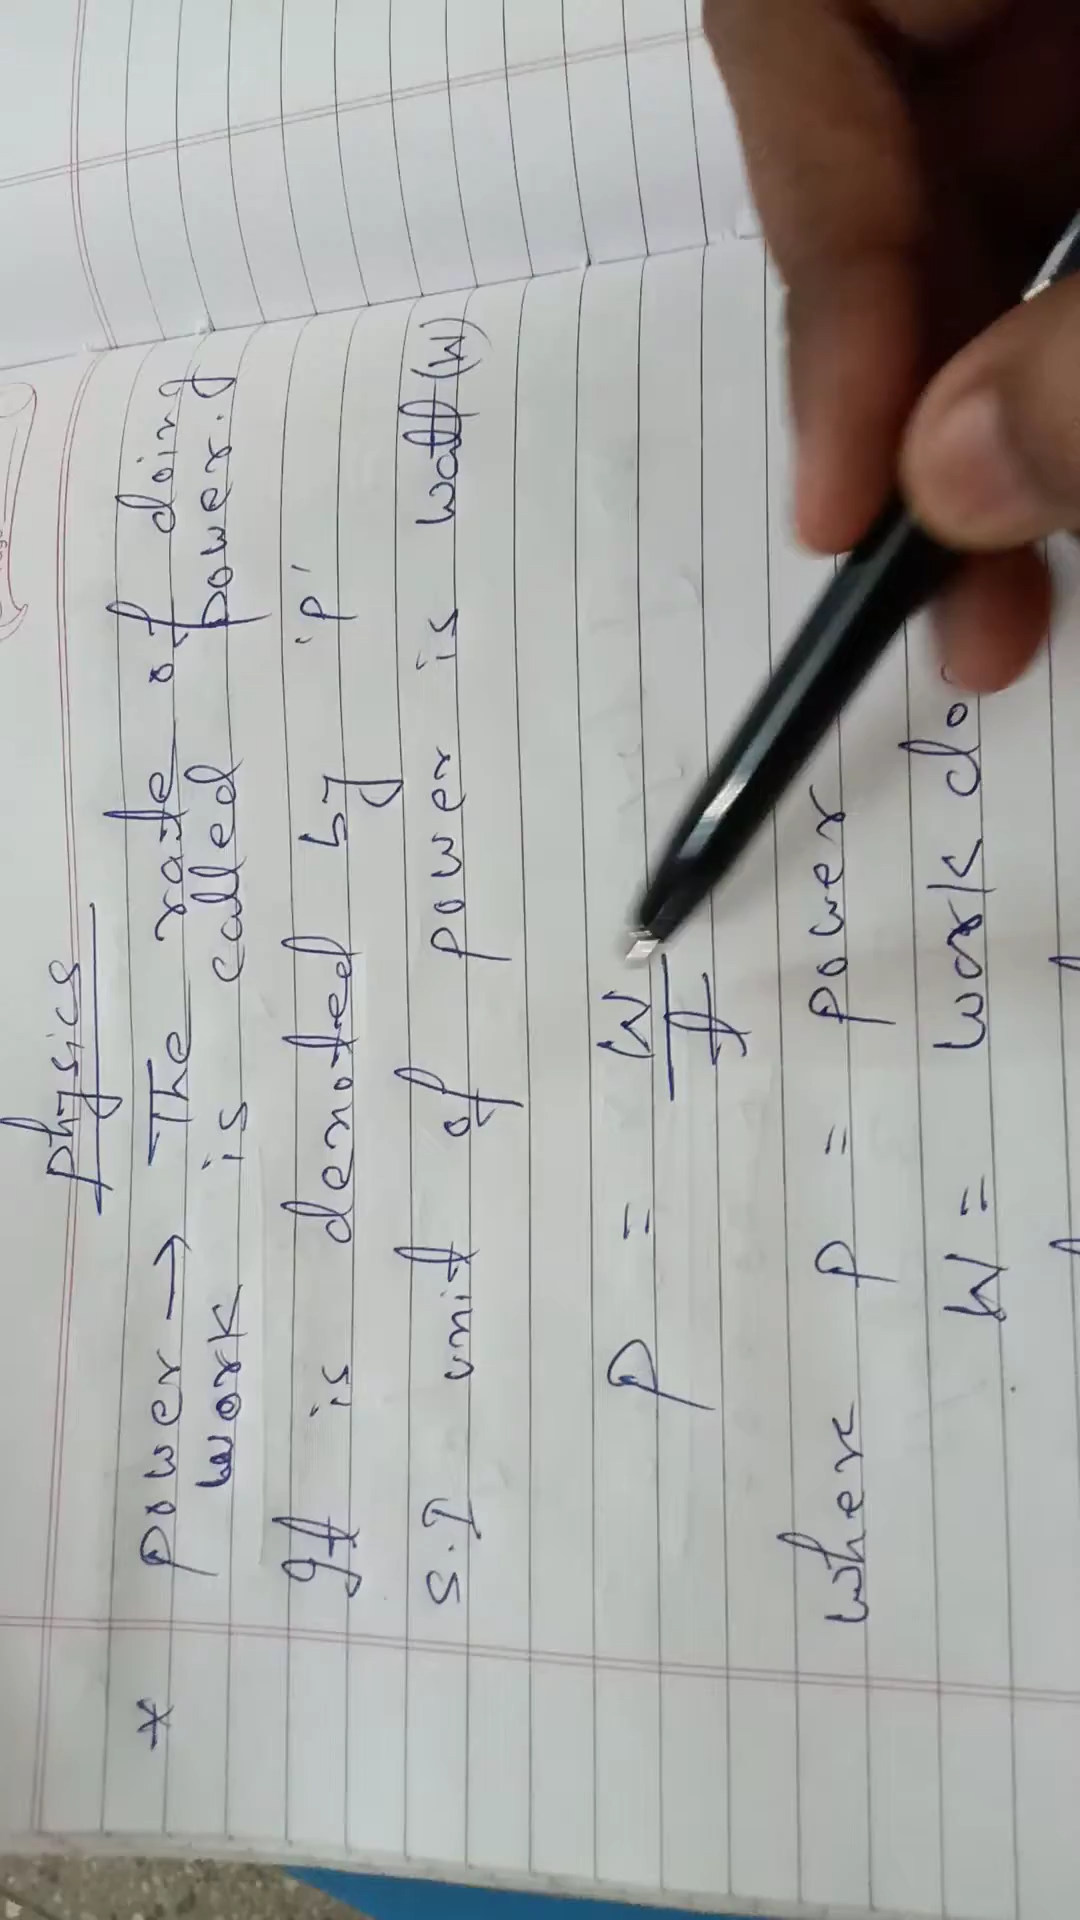 Physics
* Power → The rate of doing
work is called power.
It is denoted by 'P'
S.I unit of power is watt (W)
P = W
t
where P = power
W = work